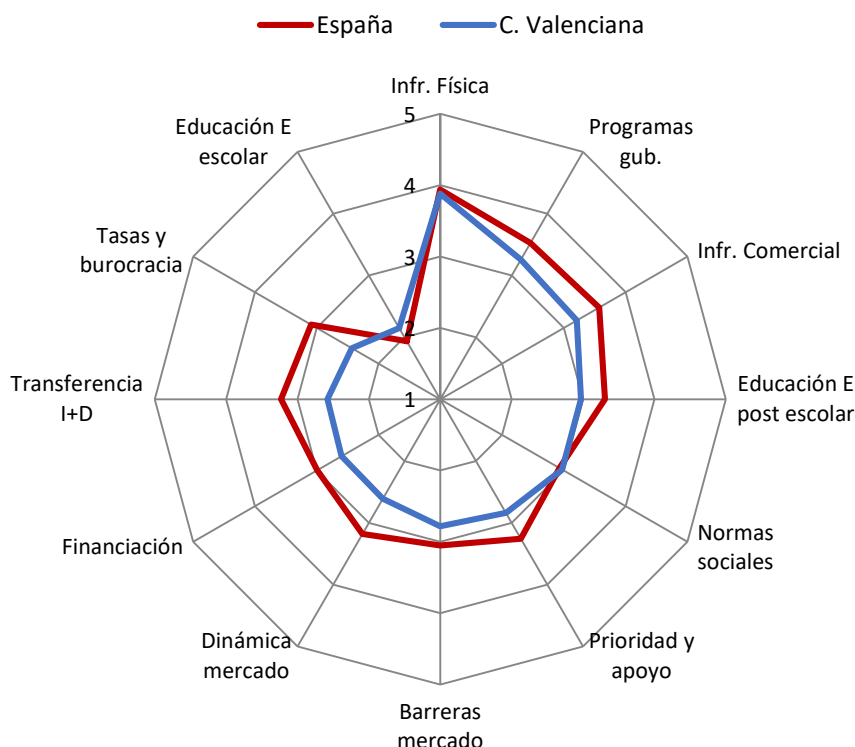 España
C. Valenciana
Infr. Física
Programas
gub.
Infr. Comercial
Educación E
post escolar
Normas
sociales
Prioridad y
apoyo
Barreras
mercado
Dinámica
mercado
Financiación
Transferencia
I+D
Tasas y
burocracia
Educación E
escolar
5
4
3
2
1